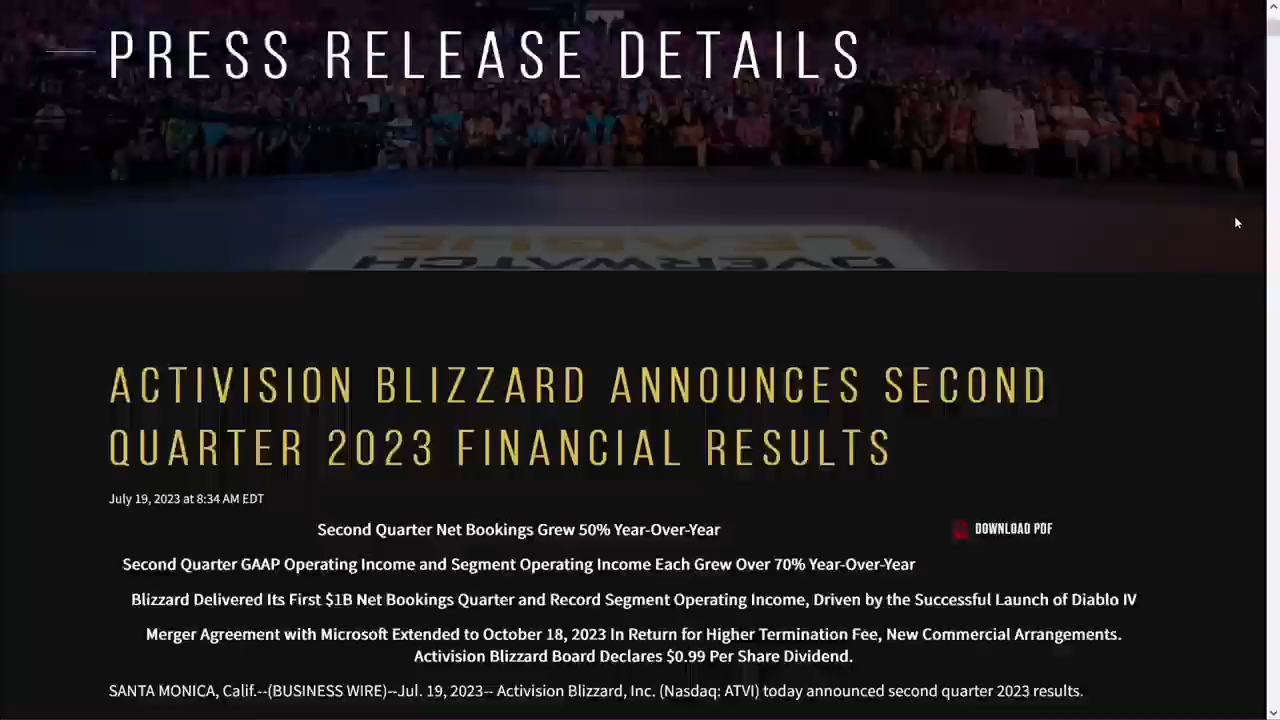 PRESS RELEASE DETAILS
LEAGUE
OVERWATCH
ACTIVISION BLIZZARD ANNOUNCES SECOND
QUARTER 2023 FINANCIAL RESULTS
July 19, 2023 at 8:34 AM EDT
Second Quarter Net Bookings Grew 50% Year-Over-Year
DOWNLOAD PDF
Second Quarter GAAP Operating Income and Segment Operating Income Each Grew Over 70% Year-Over-Year
Blizzard Delivered Its First $1B Net Bookings Quarter and Record Segment Operating Income, Driven by the Successful Launch of Diablo IV
Merger Agreement with Microsoft Extended to October 18, 2023 In Return for Higher Termination Fee, New Commercial Arrangements.
Activision Blizzard Board Declares $0.99 Per Share Dividend.
SANTA MONICA, Calif.--(BUSINESS WIRE)--Jul. 19, 2023-- Activision Blizzard, Inc. (Nasdaq: ATVI) today announced second quarter 2023 results.